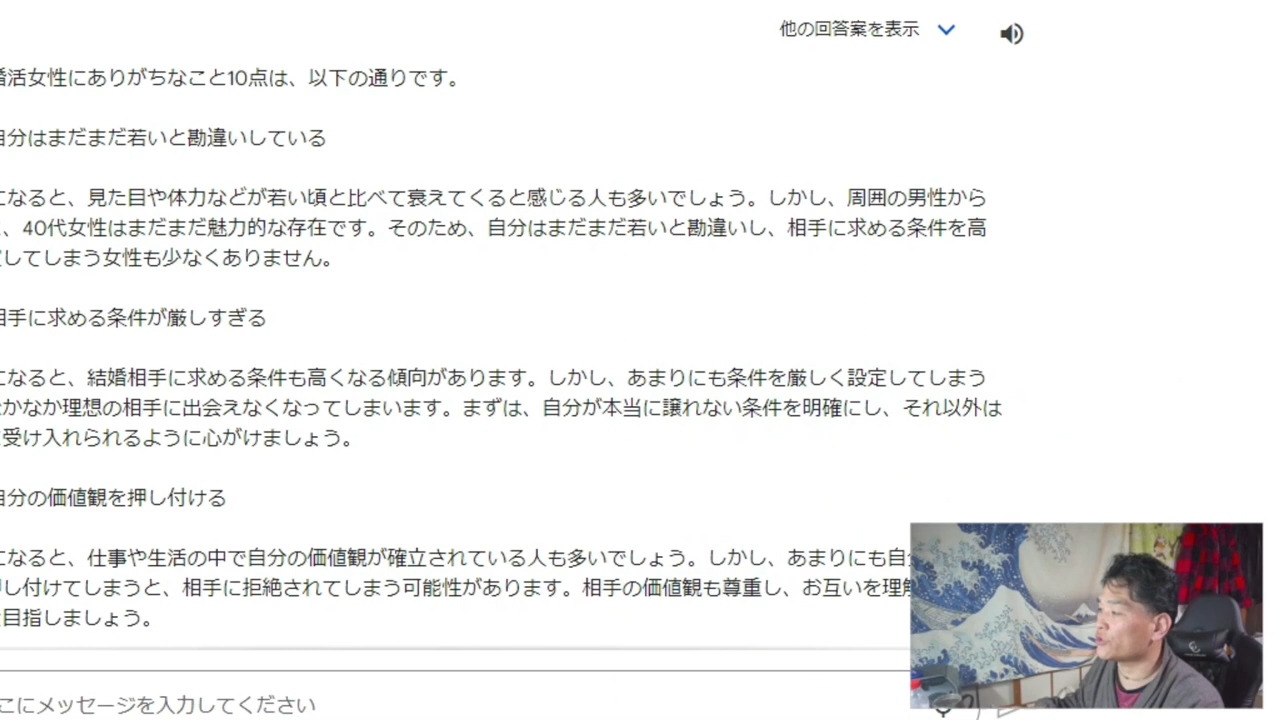 他の回答案を表示
婚活女性にありがちなこと10点は、以下の通りです。
自分はまだまだ若いと勘違いしている
になると、見た目や体力などが若い頃と比べて衰えてくると感じる人も多いでしょう。しかし、周囲の男性から
、40代女性はまだまだ魅力的な存在です。そのため、自分はまだまだ若いと勘違いし、相手に求める条件を高
してしまう女性も少なくありません。
相手に求める条件が厳しすぎる
になると、結婚相手に求める条件も高くなる傾向があります。しかし、あまりにも条件を厳しく設定してしまう
なかなか理想の相手に出会えなくなってしまいます。まずは、自分が本当に譲れない条件を明確にし、それ以外は
受け入れられるように心がけましょう。
自分の価値観を押し付ける
になると、仕事や生活の中で自分の価値観が確立されている人も多いでしょう。しかし、あまりにも自分
押し付けてしまうと、相手に拒絶されてしまう可能性があります。相手の価値観も尊重し、お互いを理解
目指しましょう。
こにメッセージを入力してください